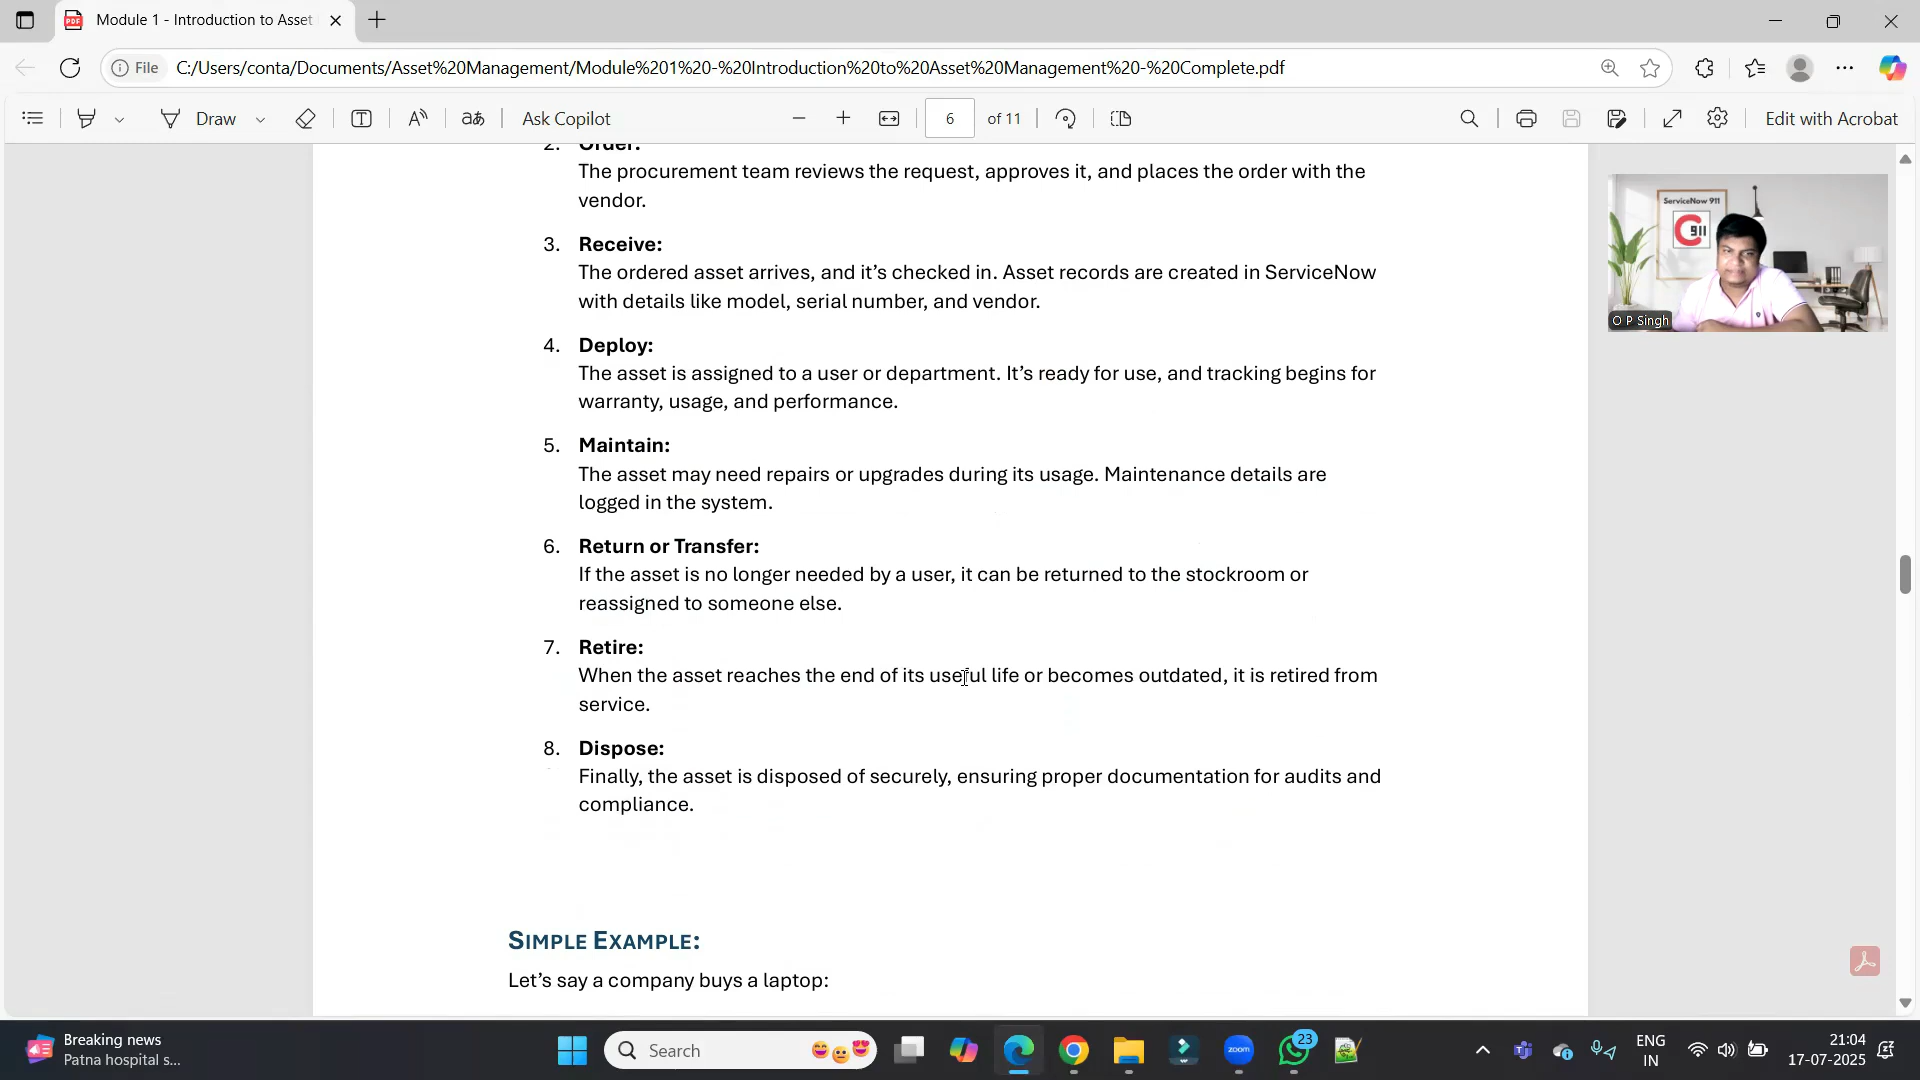 Module 1 - Introduction to Asset
File
C:/Users/conta/Documents/Asset%20Management/Module%201%20-%20Introduction%20to%20Asset%20Management%20-%20Complete.pdf
Draw
Ask Copilot
6
of 11
Edit with Acrobat
2. Order:
The procurement team reviews the request, approves it, and places the order with the
vendor.
3. Receive:
The ordered asset arrives, and it’s checked in. Asset records are created in ServiceNow
with details like model, serial number, and vendor.
4. Deploy:
The asset is assigned to a user or department. It’s ready for use, and tracking begins for
warranty, usage, and performance.
5. Maintain:
The asset may need repairs or upgrades during its usage. Maintenance details are
logged in the system.
6. Return or Transfer:
If the asset is no longer needed by a user, it can be returned to the stockroom or
reassigned to someone else.
7. Retire:
When the asset reaches the end of its useful life or becomes outdated, it is retired from
service.
8. Dispose:
Finally, the asset is disposed of securely, ensuring proper documentation for audits and
compliance.
SIMPLE EXAMPLE:
Let’s say a company buys a laptop:
ServiceNow 911
911
O P Singh
Breaking news
Patna hospital s...
Search
zoom
23
ENG
IN
21:04
17-07-2025